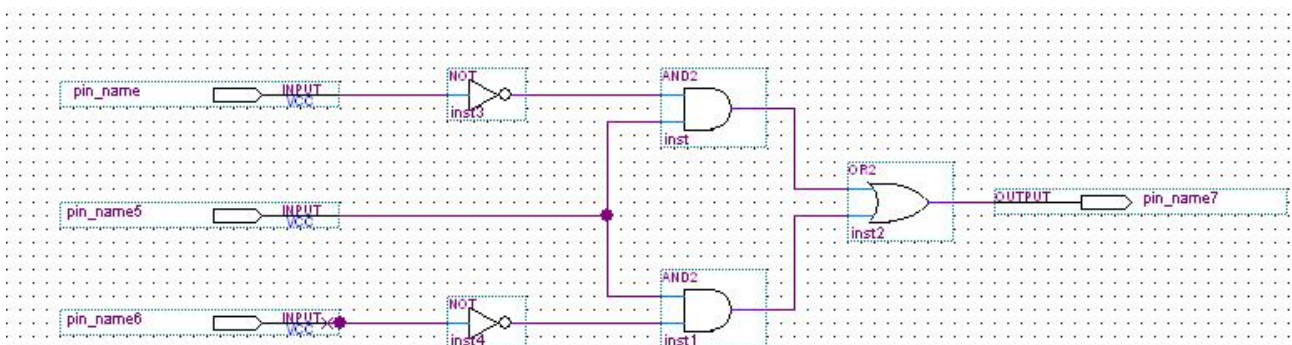 NOT
AND2
pin_name
INPUT
VCC
inst3
inst
OR2
pin_name5
INPUT
VCC
OUTPUT
pin_name7
inst2
AND2
NOT
pin_name6
INPUT
VCC
inst4
inst1